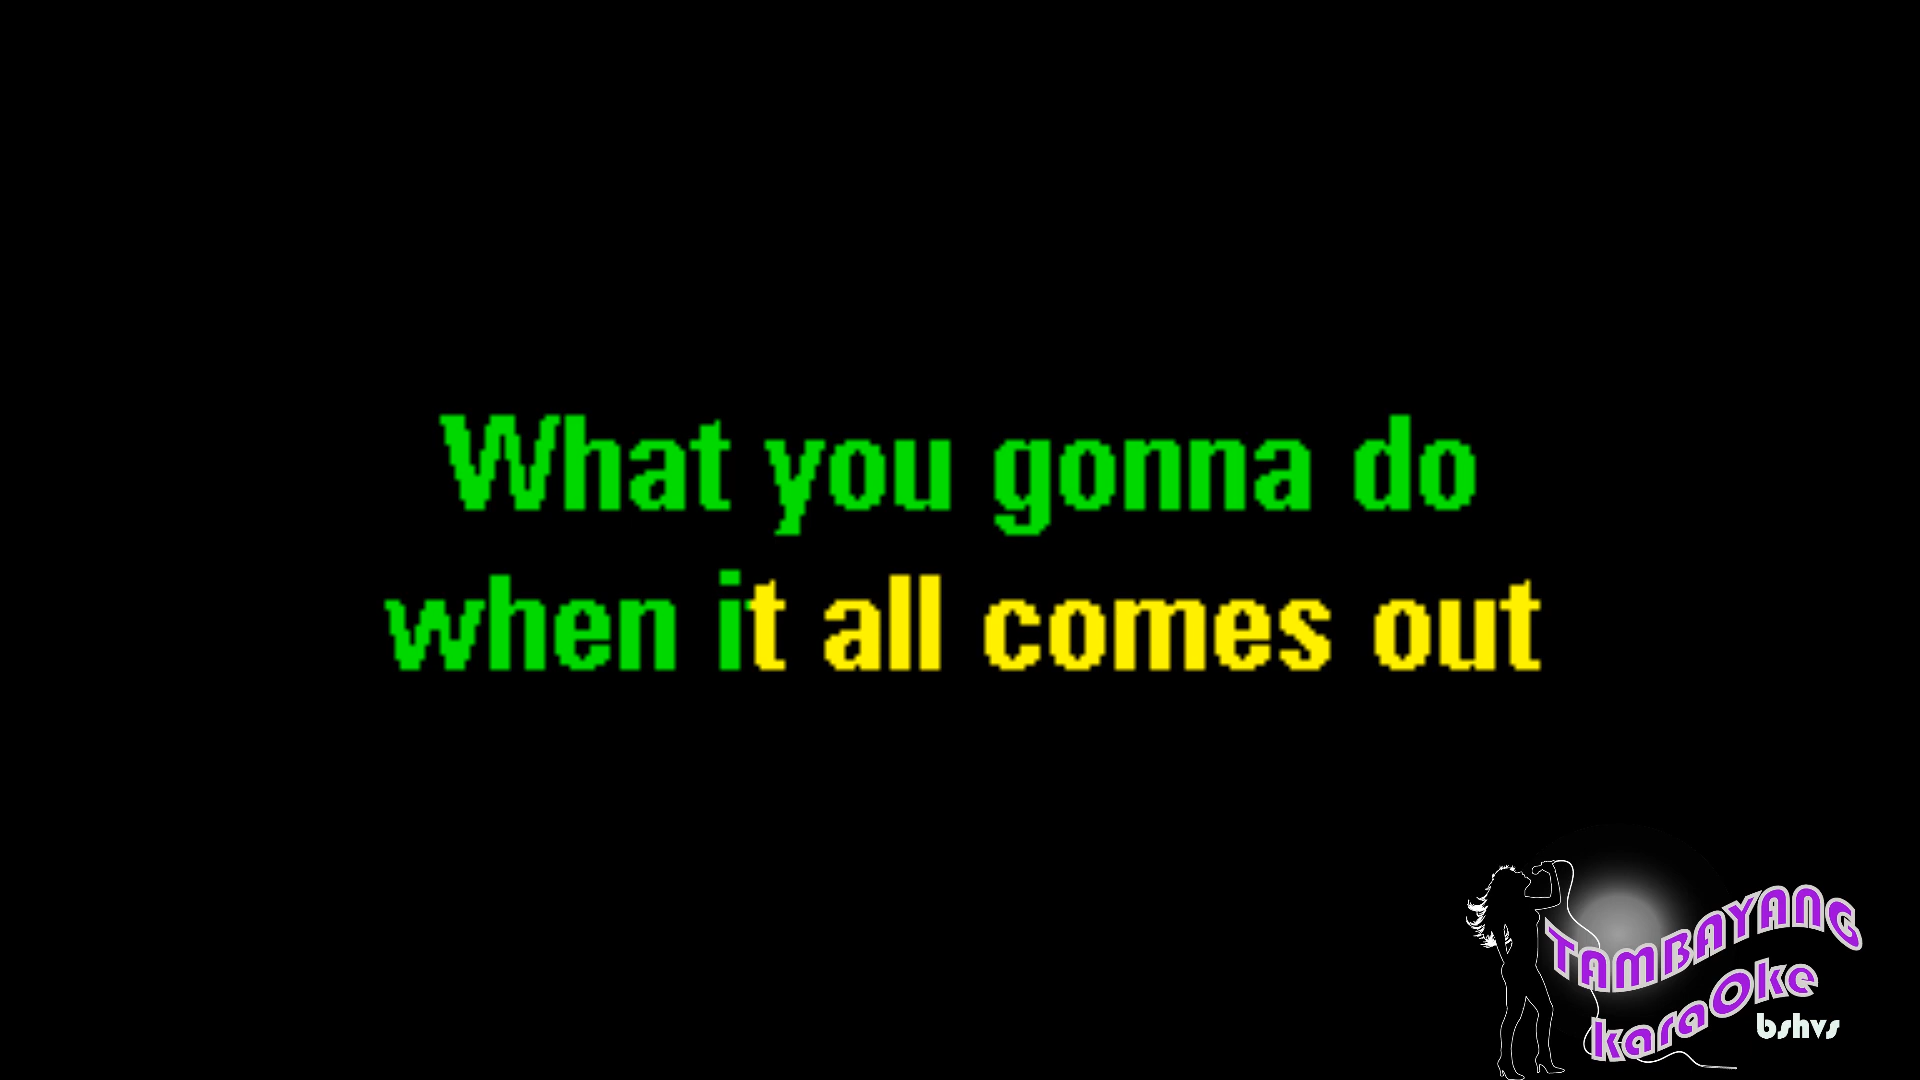 What you gonna do
when it all comes out
TAMBAYANG
karaOke
bshvs